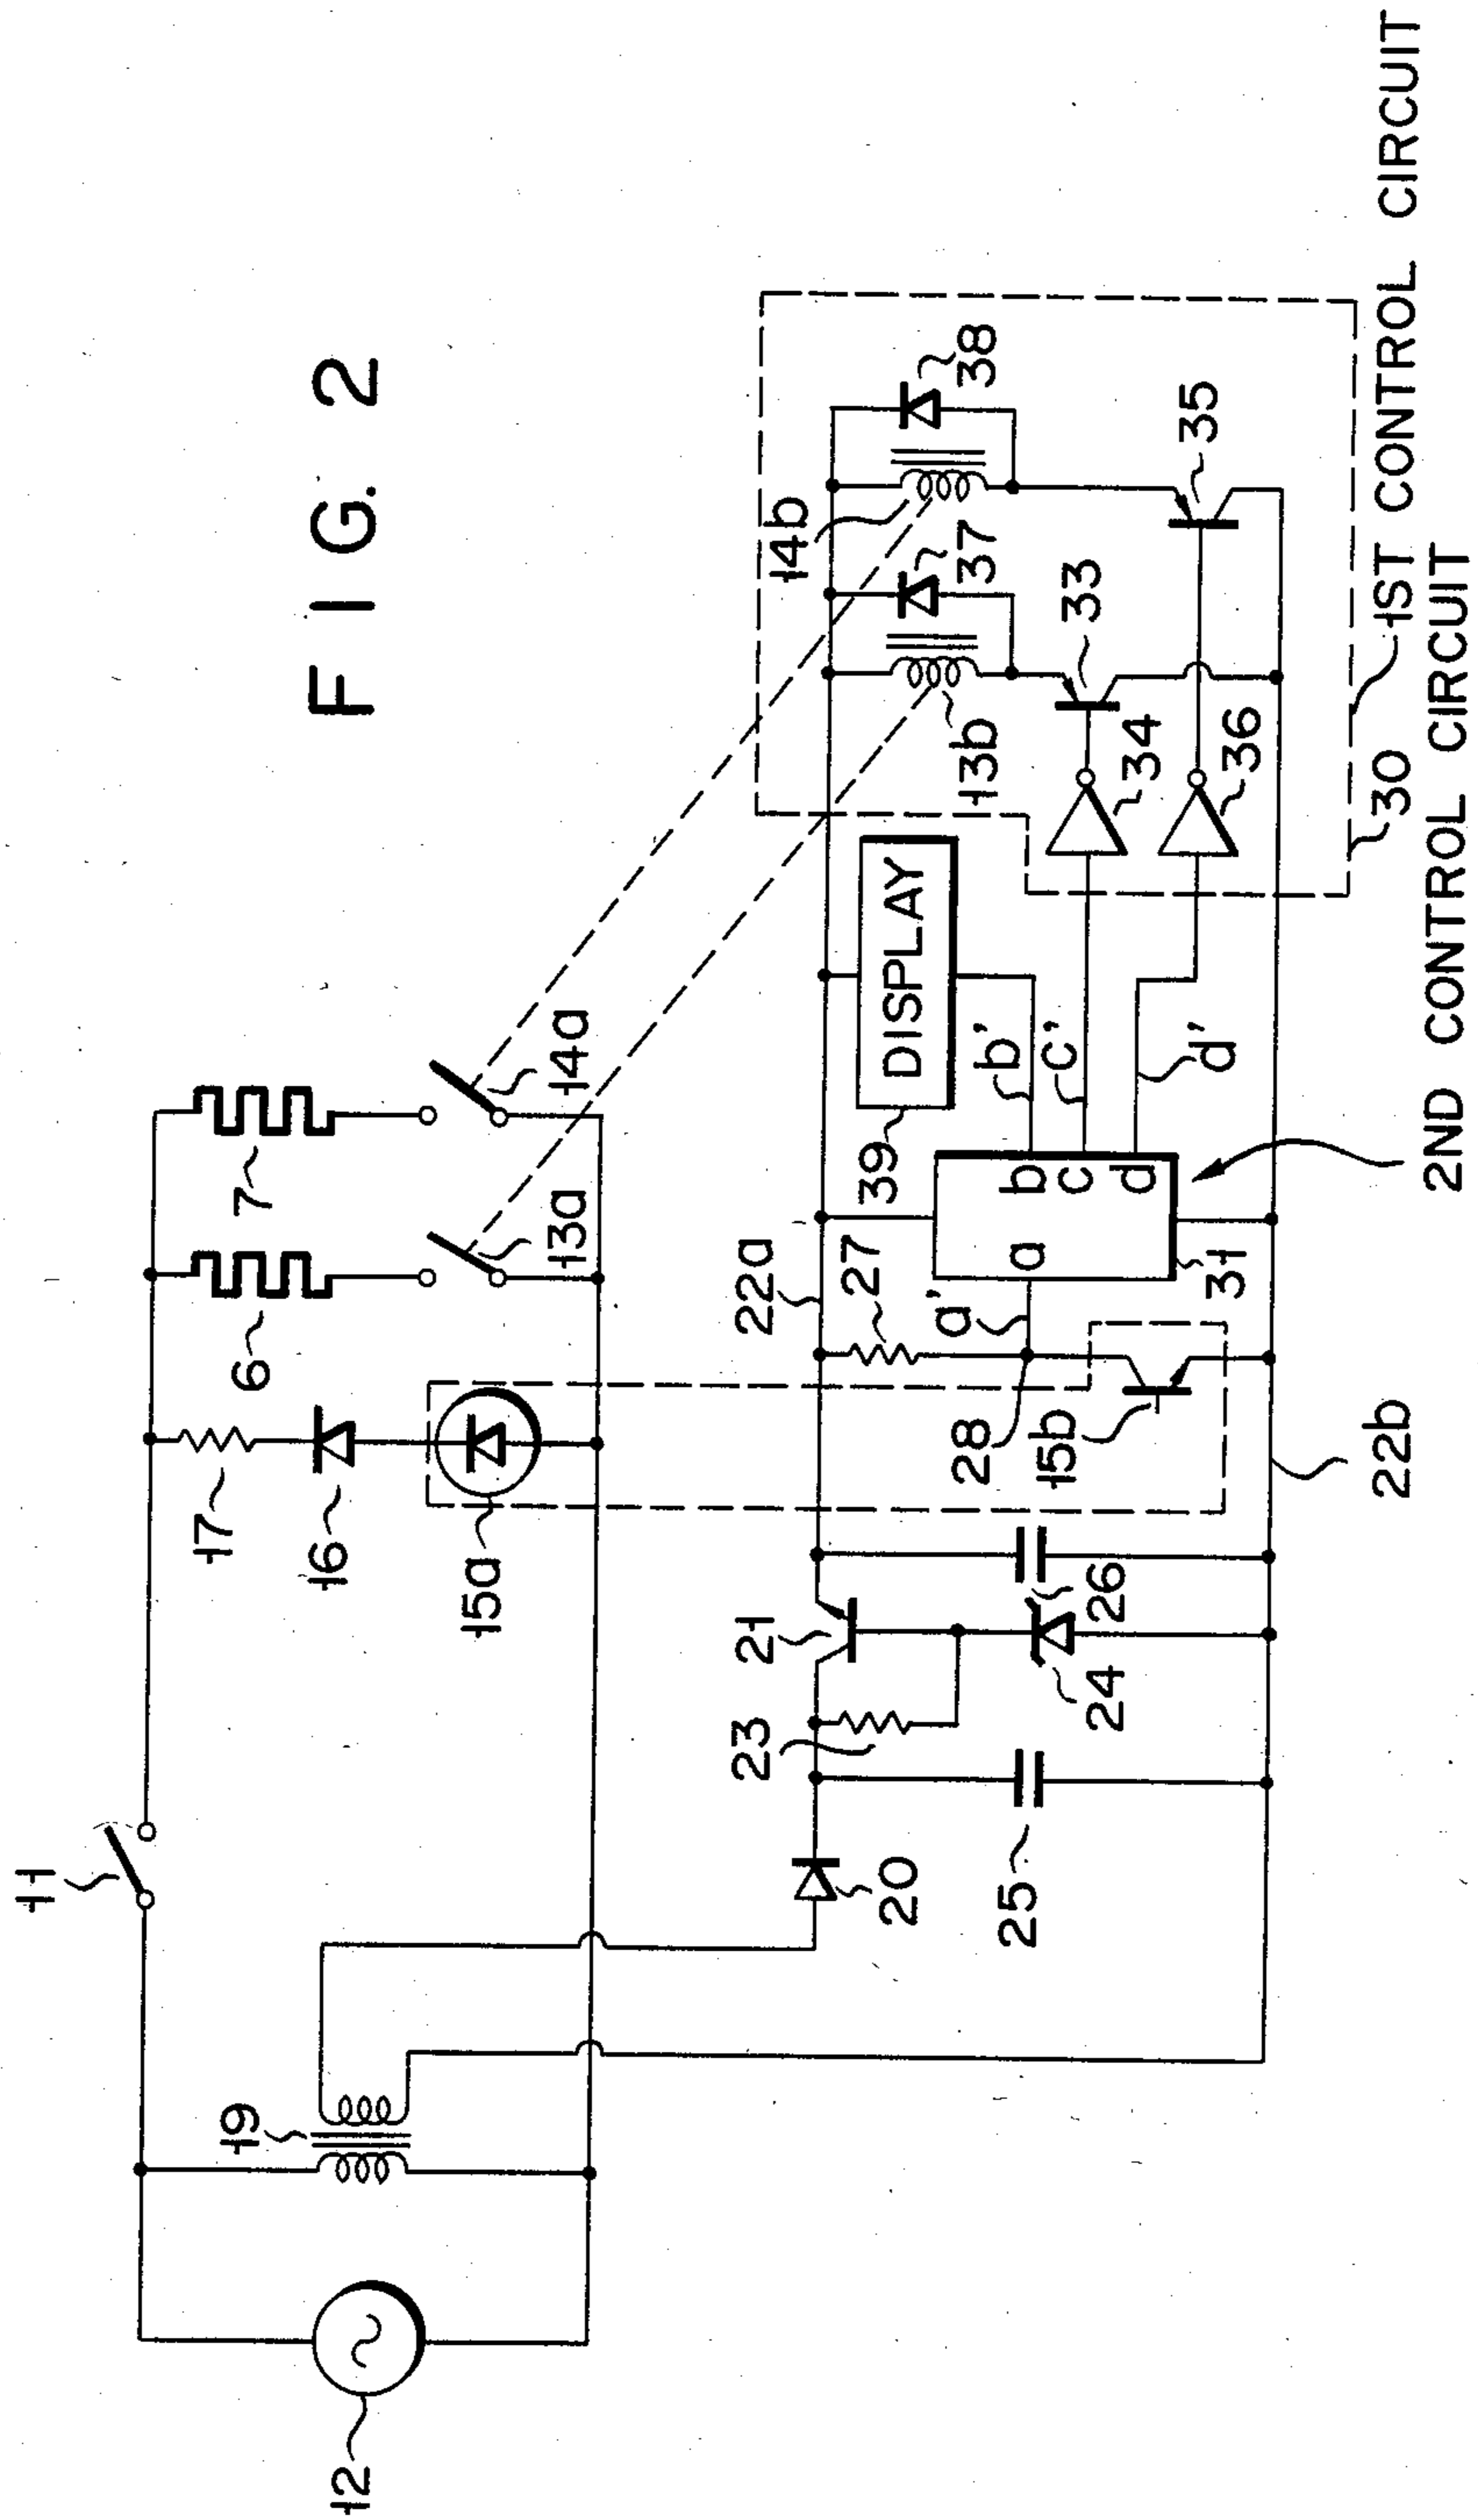 FIG. 2
11
12
19
17
6
7
16
15a
13a
14a
20
25
23
21
24
26
22a
27
28
15b
a'
a
b
c
d
31
22b
39
DISPLAY
b'
c'
d'
13b
14b
37
38
33
34
35
36
30
1ST CONTROL CIRCUIT
2ND CONTROL CIRCUIT